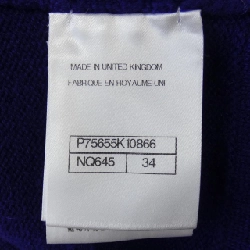 MADE IN UNITED KINGDOM
FABRIQUE EN ROYAUME UNI
P75655K10866
NQ645 34